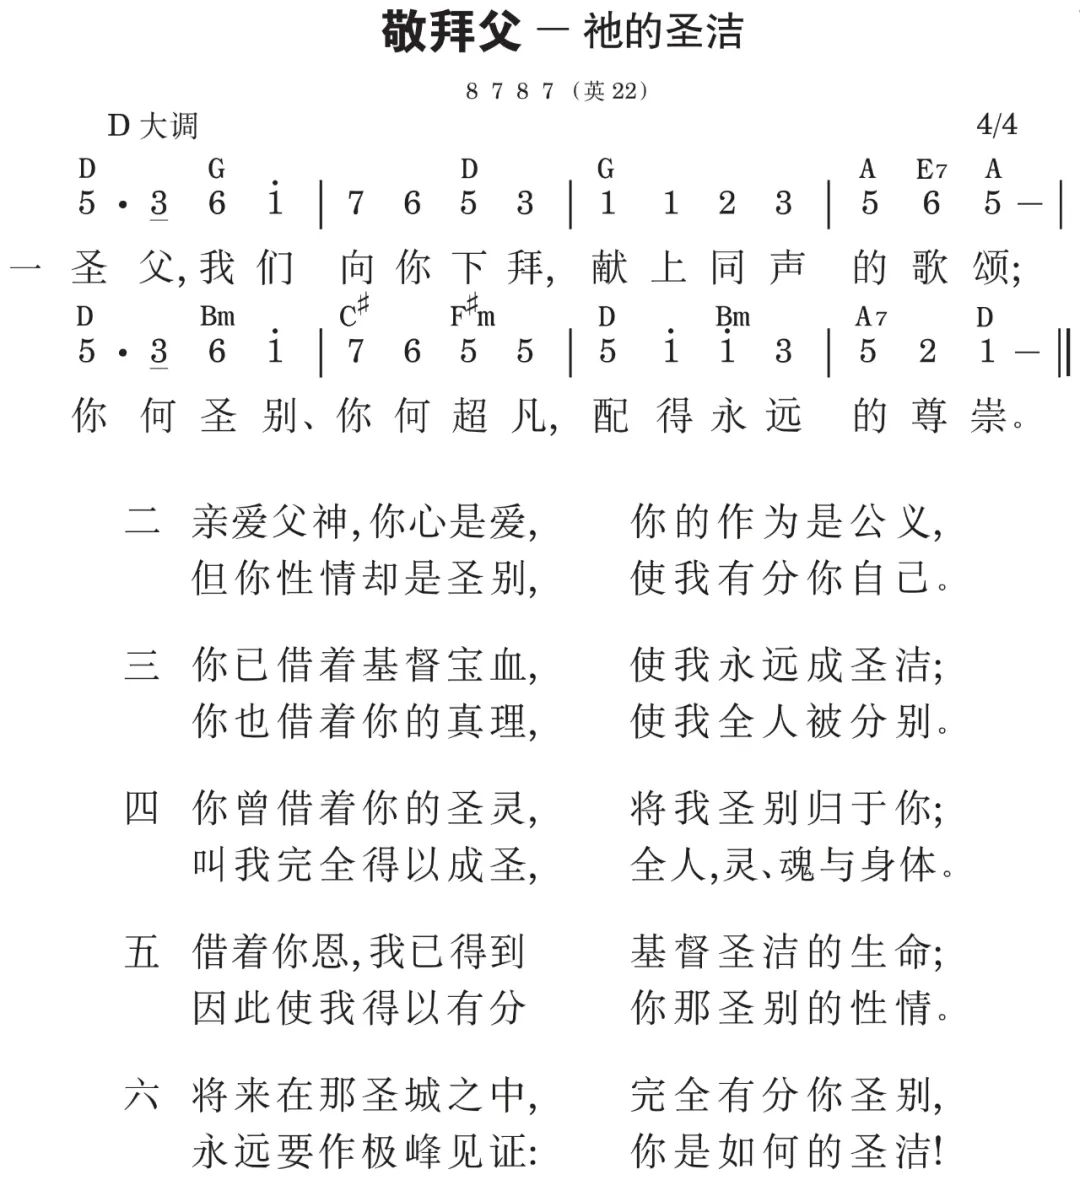 敬拜父 — 祂的圣洁
8 7 8 7 (英 22)
D 大调 4/4
D G D G A E7 A
5 · 3 6 i | 7 6 5 3 | 1 1 2 3 | 5 6 5 — |
一 圣父,我们 向你下拜, 献上同声 的歌颂;
D Bm C♯ F♯m D Bm A7 D
5 · 3 6 i | 7 6 5 5 | 5 i i 3 | 5 2 1 — ‖
你何圣别、你何超凡, 配得永远 的尊崇。
二 亲爱父神,你心是爱, 你的作为是公义,
但你性情却是圣别, 使我有分你自己。
三 你已借着基督宝血, 使我永远成圣洁;
你也借着你的真理, 使我全人被分别。
四 你曾借着你的圣灵, 将我圣别归于你;
叫我完全得以成圣, 全人,灵、魂与身体。
五 借着你恩,我已得到 基督圣洁的生命;
因此使我得以有分 你那圣别的性情。
六 将来在那圣城之中, 完全有分你圣别,
永远要作极峰见证: 你是如何的圣洁!